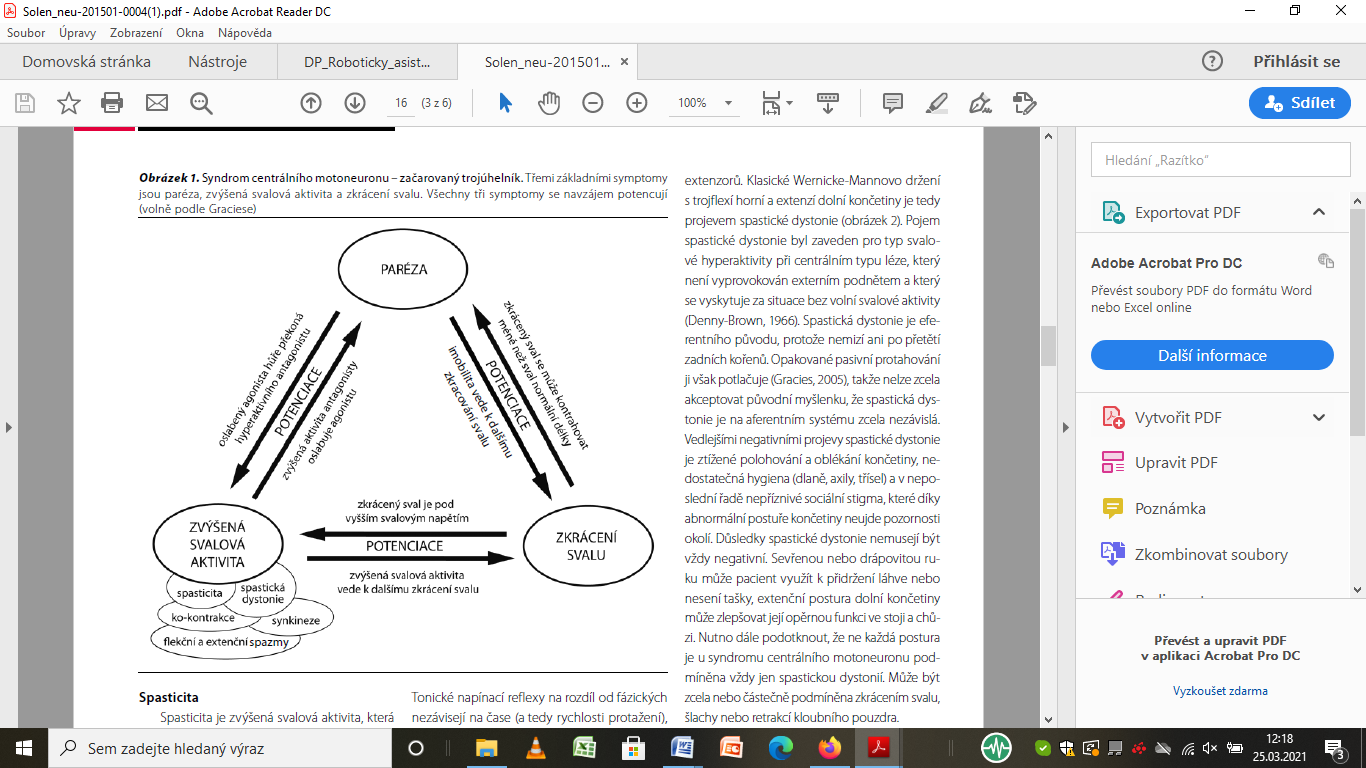 Solen_neu-201501-0004(1).pdf - Adobe Acrobat Reader DC
Soubor Úpravy Zobrazení Okna Nápověda
Domovská stránka Nástroje DP_Roboticky_asist... Solen_neu-201501... × Přihlásit se
16 (3 z 6) 100% Sdílet
Obrázek 1. Syndrom centrálního motoneuronu – začarovaný trojúhelník. Třemi základními symptomy
jsou paréza, zvýšená svalová aktivita a zkrácení svalu. Všechny tři symptomy se navzájem potencují
(volně podle Graciese)
PARÉZA
oslabený agonista hůře překoná
hyperaktivního antagonistu
POTENCIACE
zvýšená aktivita antagonisty
oslabuje agonistu
zkrácený sval se může kontrahovat
méně než sval normální délky
POTENCIACE
imobilita vede k dalšímu
zkracování svalu
zkrácený sval je pod
vyšším svalovým napětím
POTENCIACE
zvýšená svalová aktivita
vede k dalšímu zkrácení svalu
ZVÝŠENÁ
SVALOVÁ
AKTIVITA
ZKRÁCENÍ
SVALU
spasticita
spastická
dystonie
ko-kontrakce
synkineze
flekční a extenční spazmy
Spasticita
Spasticita je zvýšená svalová aktivita, která
Tonické napínací reflexy na rozdíl od fázických
nezávisejí na čase (a tedy rychlosti protažení),
extenzorů. Klasické Wernicke-Mannovo držení
s trojflexí horní a extenzí dolní končetiny je tedy
projevem spastické dystonie (obrázek 2). Pojem
spastické dystonie byl zaveden pro typ svalo-
vé hyperaktivity při centrálním typu léze, který
není vyprovokován externím podnětem a který
se vyskytuje za situace bez volní svalové aktivity
(Denny-Brown, 1966). Spastická dystonie je efe-
rentního původu, protože nemizí ani po přetětí
zadních kořenů. Opakované pasivní protahování
ji však potlačuje (Gracies, 2005), takže nelze zcela
akceptovat původní myšlenku, že spastická dys-
tonie je na aferentním systému zcela nezávislá.
Vedlejšími negativními projevy spastické dystonie
je ztížené polohování a oblékání končetiny, ne-
dostatečná hygiena (dlaně, axily, třísel) a v nepo-
slední řadě nepříznivé sociální stigma, které díky
abnormální postuře končetiny neujde pozornosti
okolí. Důsledky spastické dystonie nemusejí být
vždy negativní. Sevřenou nebo drápovitou ru-
ku může pacient využít k přidržení láhve nebo
nesení tašky, extenční postura dolní končetiny
může zlepšovat její opěrnou funkci ve stoji a chů-
zi. Nutno dále podotknout, že ne každá postura
je u syndromu centrálního motoneuronu pod-
míněna vždy jen spastickou dystonií. Může být
zcela nebo částečně podmíněna zkrácením svalu,
šlachy nebo retrakcí kloubního pouzdra.
Hledání „Razítko“
Exportovat PDF
Adobe Acrobat Pro DC
Převést soubory PDF do formátu Word
nebo Excel online
Další informace
Vytvořit PDF
Upravit PDF
Poznámka
Zkombinovat soubory
Převést a upravit PDF
v aplikaci Acrobat Pro DC
Vyzkoušet zdarma
Sem zadejte hledaný výraz
12:18
25.03.2021
3